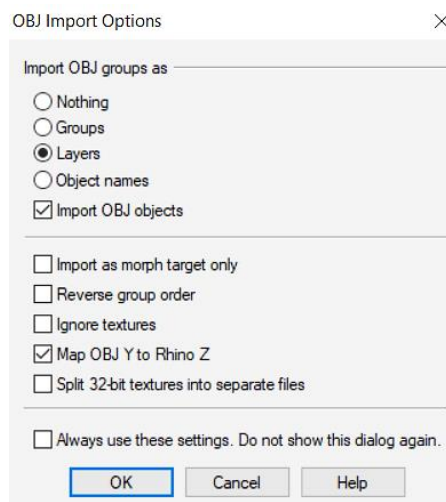 OBJ Import Options
Import OBJ groups as
Nothing
Groups
Layers
Object names
Import OBJ objects
Import as morph target only
Reverse group order
Ignore textures
Map OBJ Y to Rhino Z
Split 32-bit textures into separate files
Always use these settings. Do not show this dialog again.
OK Cancel Help